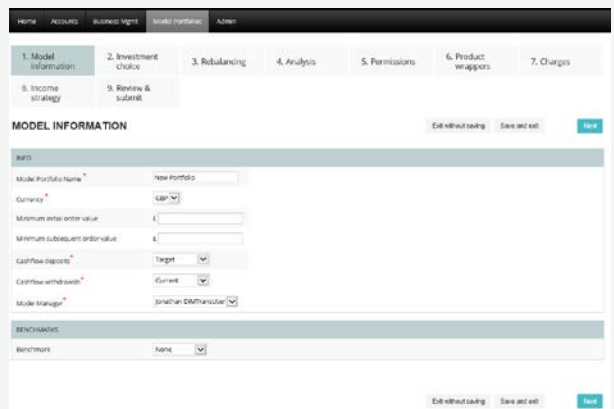 Home Accounts Business Mgmt Model Portfolios Admin
1. Model information
2. Investment choice
3. Rebalancing
4. Analysis
5. Permissions
6. Product wrappers
7. Charges
8. Income strategy
9. Review & submit
MODEL INFORMATION Exit without saving Save and exit Next
INFO
Model Portfolio Name * New Portfolio
Currency * GBP
Minimum initial order value £
Minimum subsequent order value £
Cashflow deposits * Target
Cashflow withdrawals * Current
Model Manager * Jonathan DIMTransUser
BENCHMARKS
Benchmark None
Exit without saving Save and exit Next